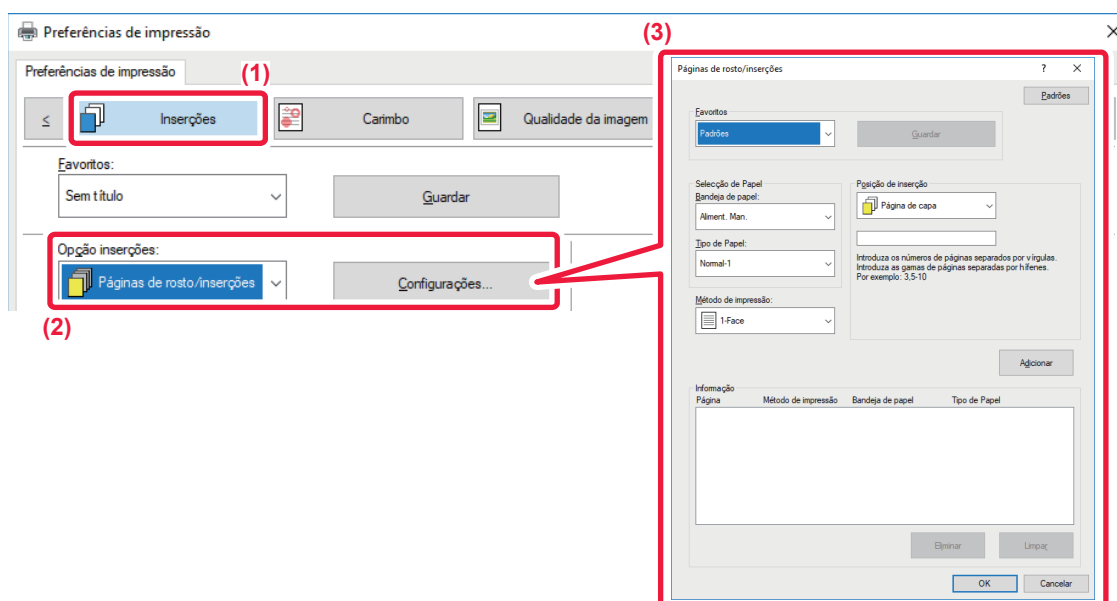 Preferências de impressão
Preferências de impressão
(1)
≤
Inserções
Carimbo
Qualidade da imagem
Favoritos:
Sem título
Guardar
Opção inserções:
Páginas de rosto/inserções
Configurações...
(2)
(3)
Páginas de rosto/inserções
?
Padrões
Favoritos
Padrões
Guardar
Selecção de Papel
Bandeja de papel:
Aliment. Man.
Tipo de Papel:
Normal-1
Método de impressão:
1-Face
Posição de inserção
Página de capa
Introduza os números de páginas separados por vírgulas.
Introduza as gamas de páginas separadas por hífenes.
Por exemplo: 3,5-10
Adicionar
Informação
Página Método de impressão Bandeja de papel Tipo de Papel
Eliminar Limpar
OK Cancelar